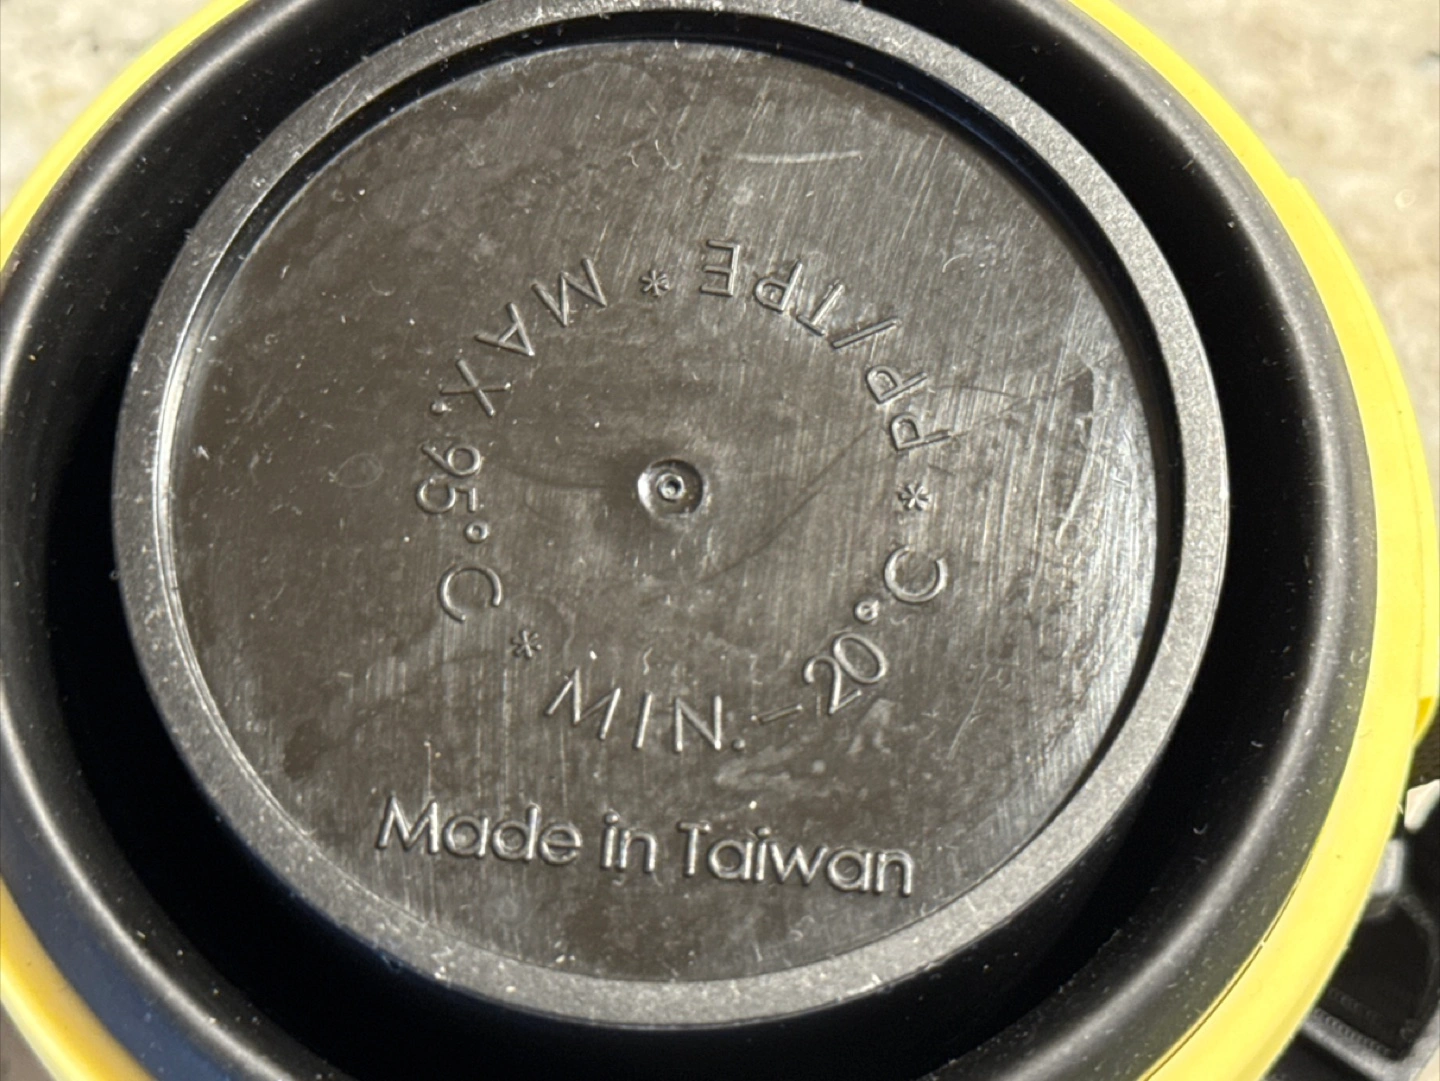 MAX. 95°C * MIN. -20°C * PP/TPE *
Made in Taiwan